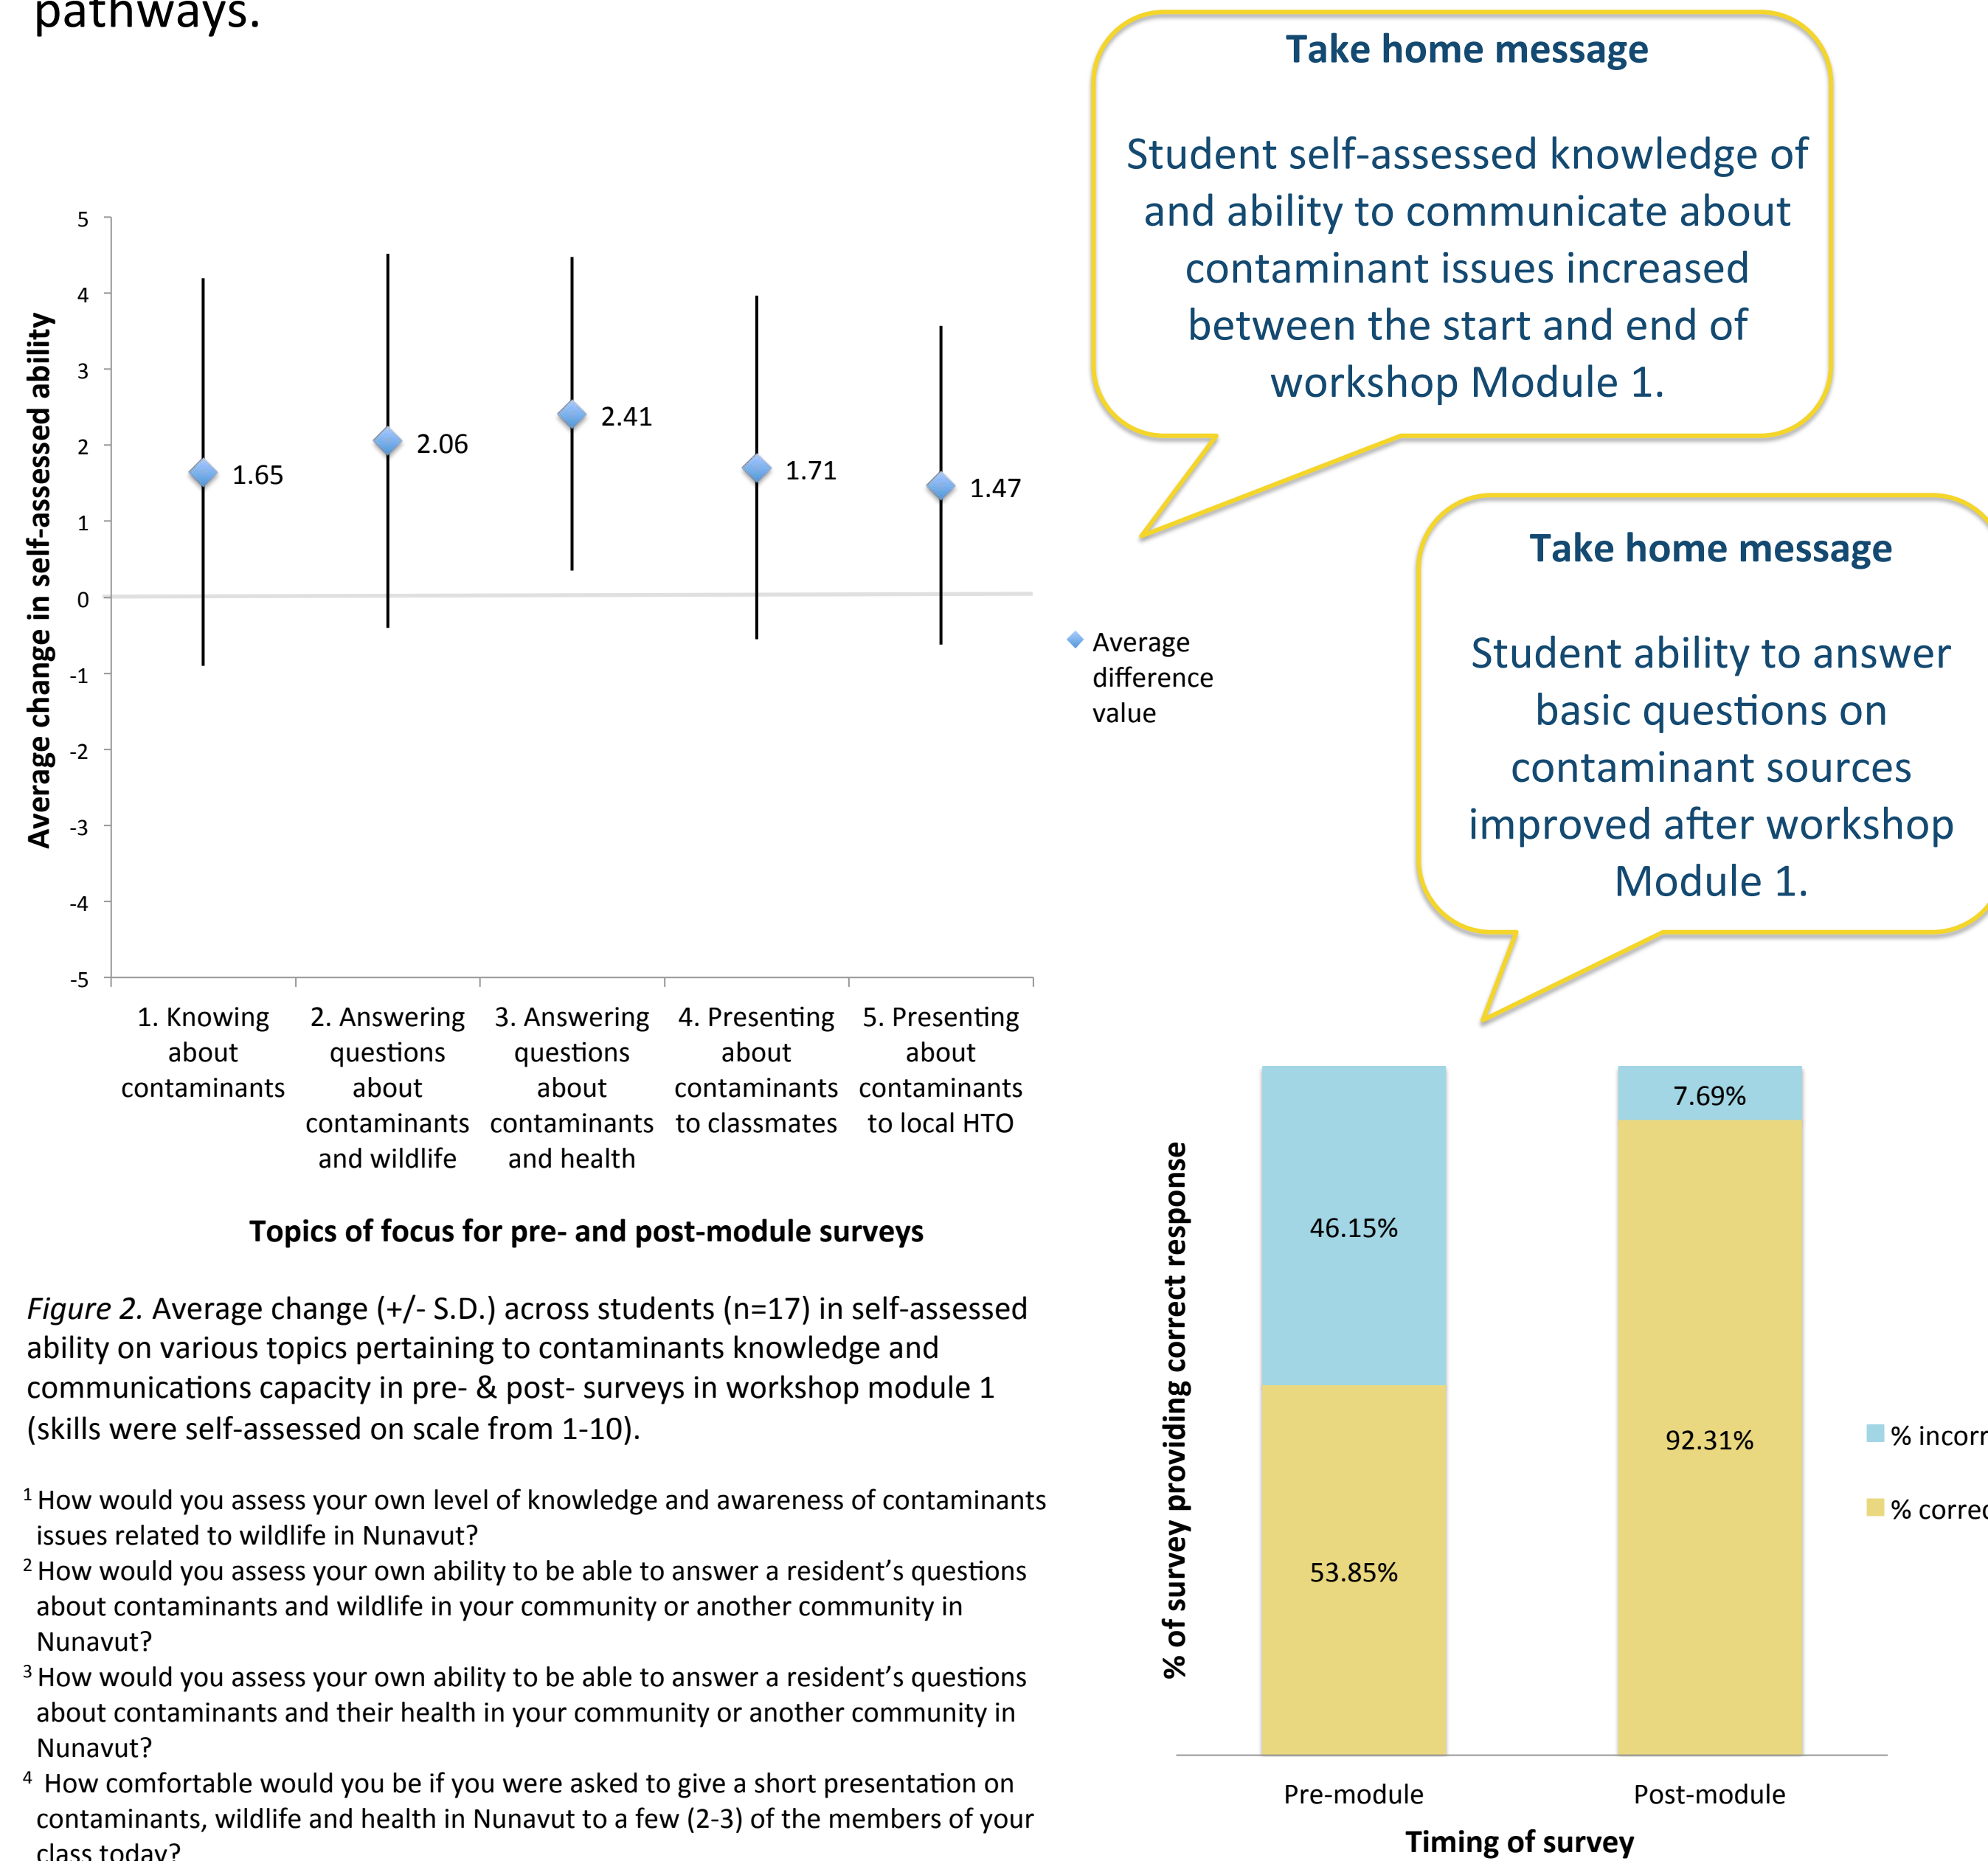 pathways.
Take home message
Student self-assessed knowledge of
and ability to communicate about
contaminant issues increased
between the start and end of
workshop Module 1.
Average change in self-assessed ability
5
4
3
2
1
0
-1
-2
-3
-4
-5
1.65
2.06
2.41
1.71
1.47
Average
difference
value
1. Knowing
about
contaminants
2. Answering
questions
about
contaminants
and wildlife
3. Answering
questions
about
contaminants
and health
4. Presenting
about
contaminants
to classmates
5. Presenting
about
contaminants
to local HTO
Topics of focus for pre- and post-module surveys
Figure 2. Average change (+/- S.D.) across students (n=17) in self-assessed
ability on various topics pertaining to contaminants knowledge and
communications capacity in pre- & post- surveys in workshop module 1
(skills were self-assessed on scale from 1-10).
1 How would you assess your own level of knowledge and awareness of contaminants
issues related to wildlife in Nunavut?
2 How would you assess your own ability to be able to answer a resident’s questions
about contaminants and wildlife in your community or another community in
Nunavut?
3 How would you assess your own ability to be able to answer a resident’s questions
about contaminants and their health in your community or another community in
Nunavut?
4 How comfortable would you be if you were asked to give a short presentation on
contaminants, wildlife and health in Nunavut to a few (2-3) of the members of your
class today?
Take home message
Student ability to answer
basic questions on
contaminant sources
improved after workshop
Module 1.
% of survey providing correct response
46.15%
53.85%
7.69%
92.31%
% incorr
% correc
Pre-module
Post-module
Timing of survey